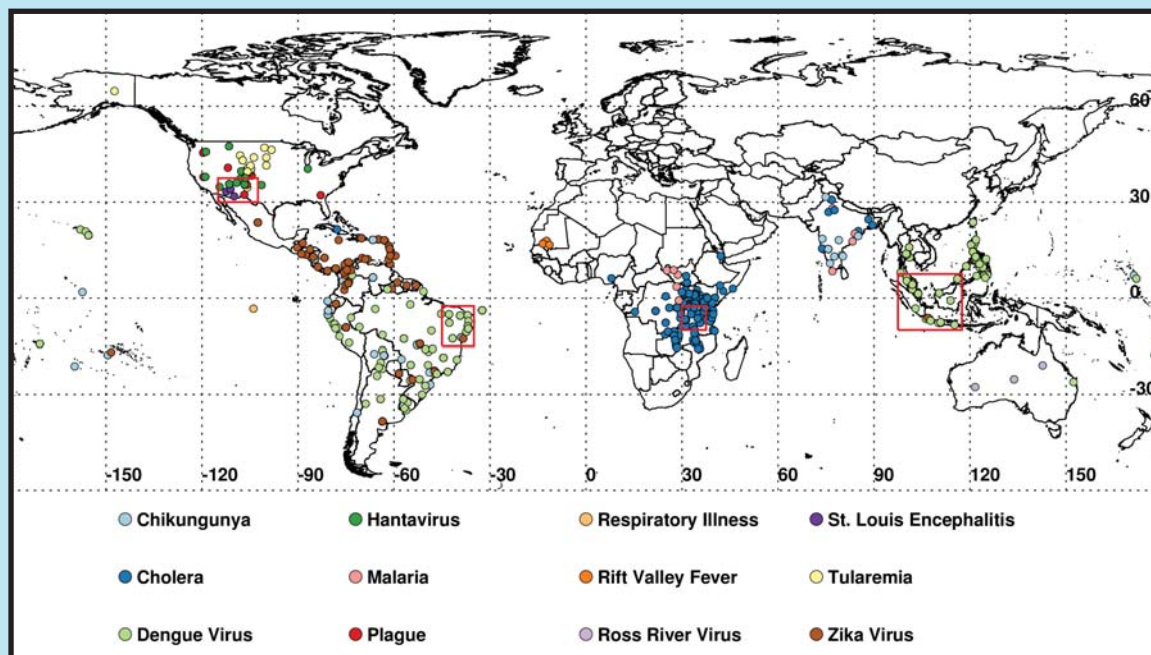 60
30
0
-30
-150
-120
-90
-60
-30
0
30
60
90
120
150
Chikungunya
Hantavirus
Respiratory Illness
St. Louis Encephalitis
Cholera
Malaria
Rift Valley Fever
Tularemia
Dengue Virus
Plague
Ross River Virus
Zika Virus